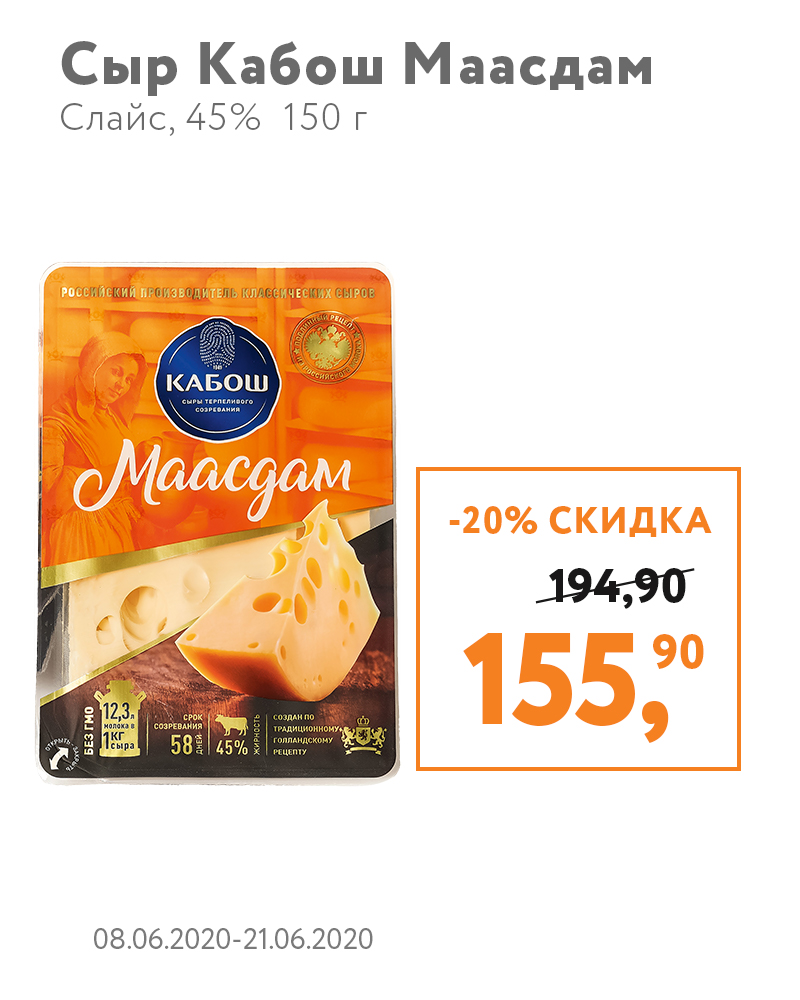 Сыр Кабош Маасдам
Слайс, 45% 150 г
РОССИЙСКИЙ ПРОИЗВОДИТЕЛЬ КЛАССИЧЕСКИХ СЫРОВ
КАБОШ
СЫРЫ ТЕРПЕЛИВОГО
СОЗРЕВАНИЯ
Маасдам
-20% СКИДКА
194,90
155,90
БЕЗ ГМО
12,3 л
молока в
1 кг
сыра
СРОК
СОЗРЕВАНИЯ
58 ДНЕЙ
45%
ЖИРНОСТЬ
СОЗДАН ПО
ТРАДИЦИОННОМУ
ГОЛЛАНДСКОМУ
РЕЦЕПТУ
ОТКРЫТЬ ЗАКРЫТЬ
08.06.2020-21.06.2020